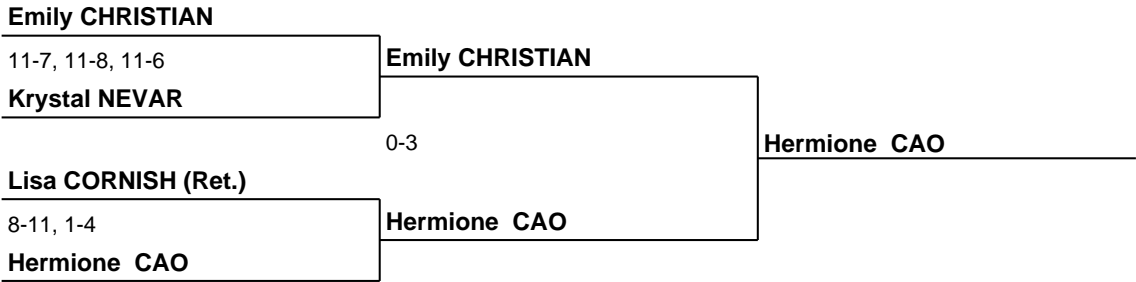 Emily CHRISTIAN
11-7, 11-8, 11-6
Emily CHRISTIAN
Krystal NEVAR
0-3
Hermione CAO
Lisa CORNISH (Ret.)
8-11, 1-4
Hermione CAO
Hermione CAO